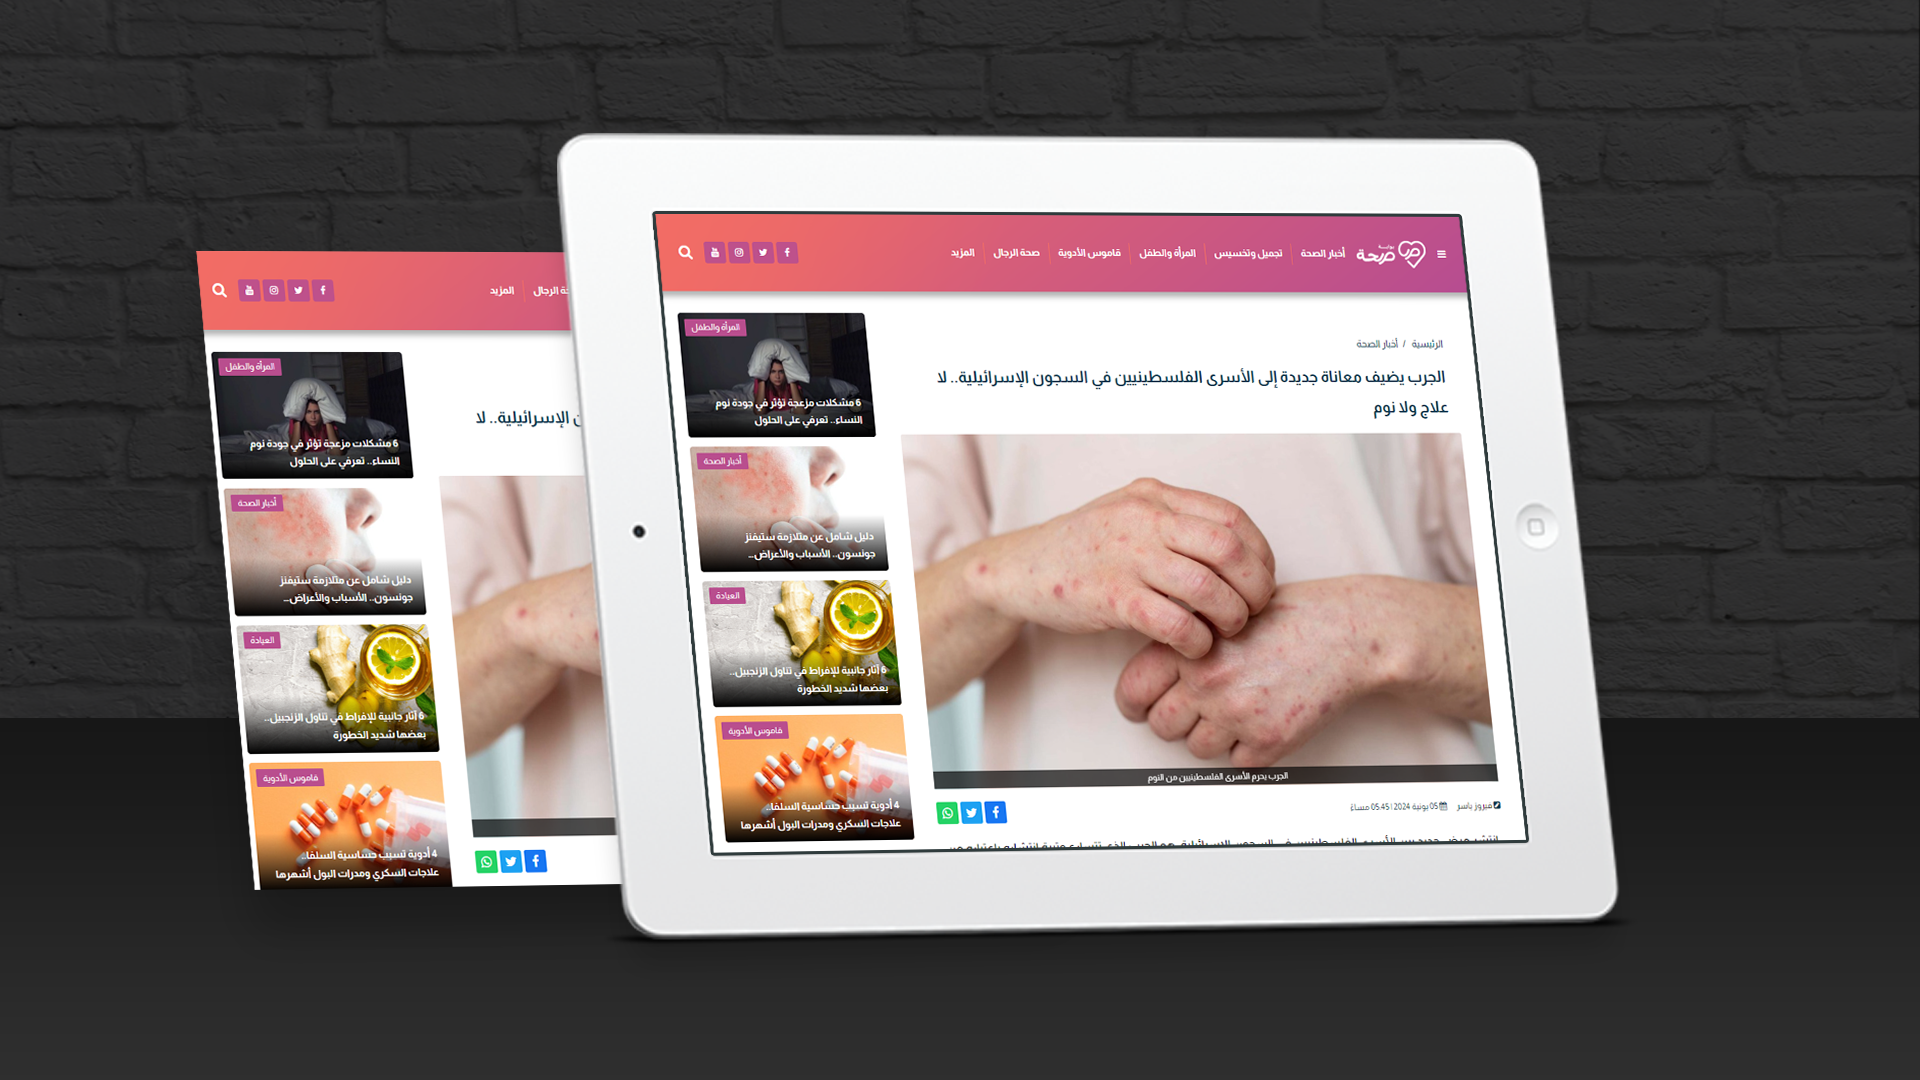 بوابة
صحة
أخبار الصحة
تجميل وتخسيس
المرأة والطفل
قاموس الأدوية
صحة الرجال
المزيد
الرئيسية / أخبار الصحة
الجرب يضيف معاناة جديدة إلى الأسرى الفلسطينيين في السجون الإسرائيلية.. لا
علاج ولا نوم
الجرب يحرم الأسرى الفلسطينيين من النوم
فيروز ياسر 05 يونية 2024 | 05:45 مساءً
المرأة والطفل
6 مشكلات مزعجة تؤثر في جودة نوم
النساء.. تعرفي على الحلول
أخبار الصحة
دليل شامل عن متلازمة ستيفنز
جونسون.. الأسباب والأعراض..
العيادة
6 آثار جانبية للإفراط في تناول الزنجبيل..
بعضها شديد الخطورة
قاموس الأدوية
4 أدوية تسبب حساسية السلفا..
علاجات السكري ومدرات البول أشهرها
ة الرجال
المزيد
الإسرائيلية.. لا
المرأة والطفل
6 مشكلات مزعجة تؤثر في جودة نوم
النساء.. تعرفي على الحلول
أخبار الصحة
دليل شامل عن متلازمة ستيفنز
جونسون.. الأسباب والأعراض..
العيادة
6 آثار جانبية للإفراط في تناول الزنجبيل..
بعضها شديد الخطورة
قاموس الأدوية
4 أدوية تسبب حساسية السلفا..
علاجات السكري ومدرات البول أشهرها